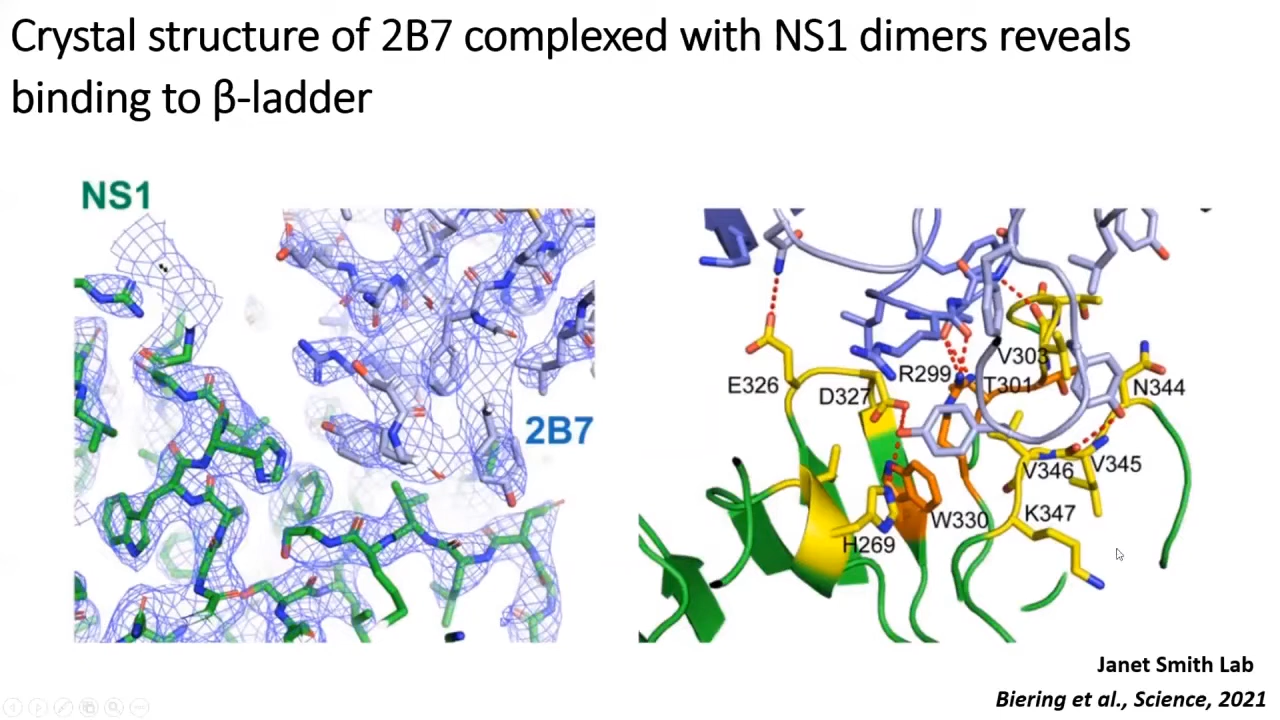 Crystal structure of 2B7 complexed with NS1 dimers reveals
binding to β-ladder
NS1
2B7
V303
R299
T301
E326
D327
N344
V346
V345
W330
K347
H269
Janet Smith Lab
Biering et al., Science, 2021